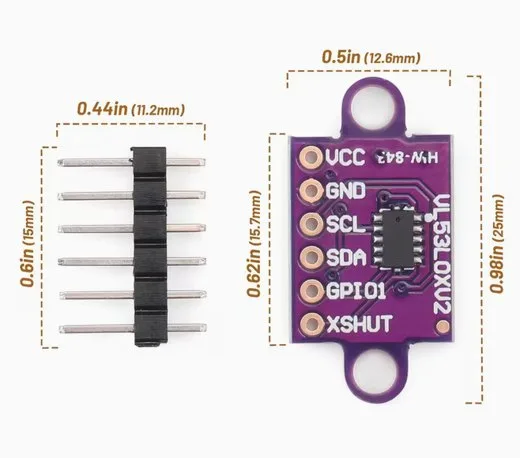 0.5in (12.6mm)
0.44in (11.2mm)
0.6in (15mm)
0.62in (15.7mm)
0.98in (25mm)
VCC
HW-843
GND
SCL
SDA
GPIO1
XSHUT
VL53L0XV2